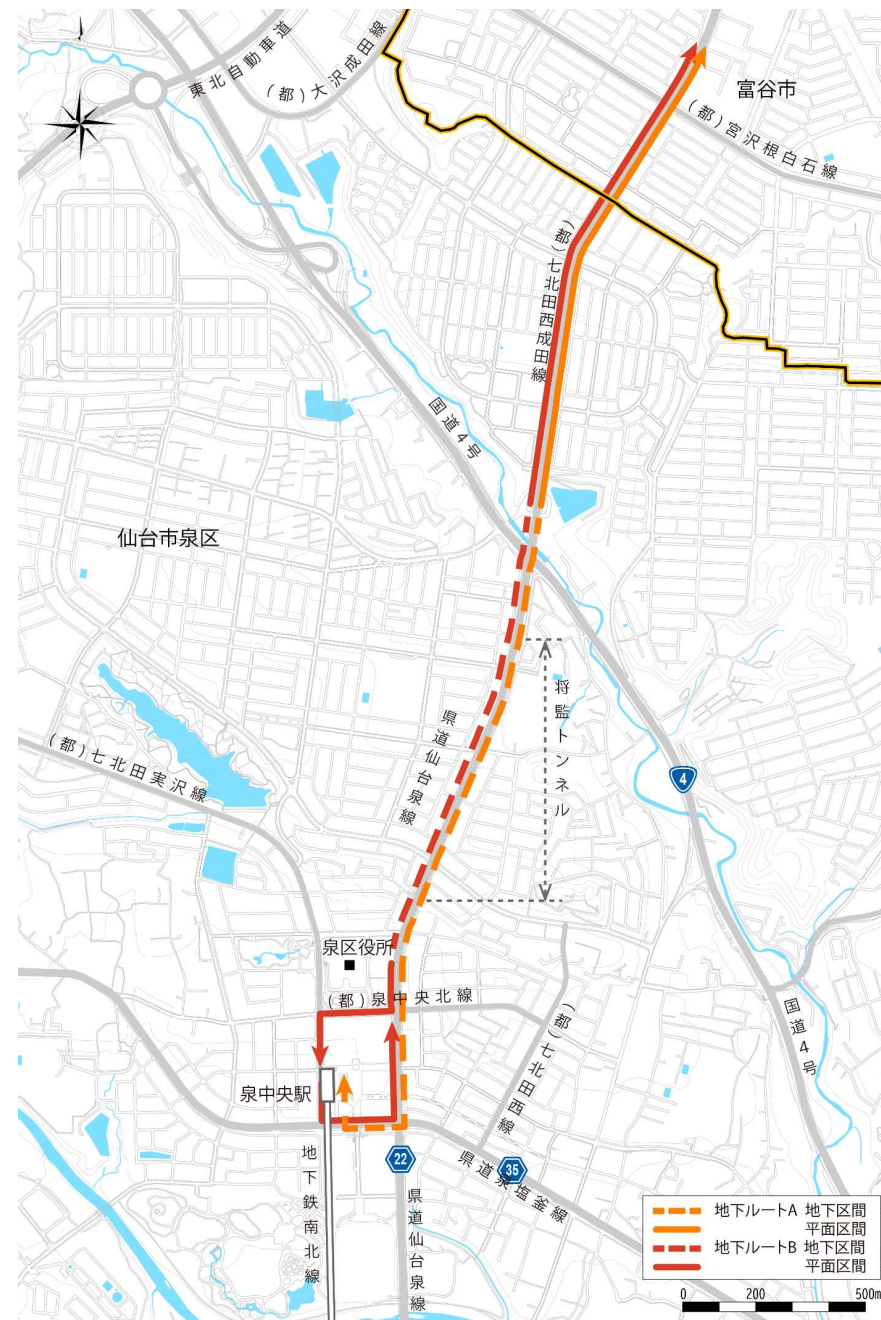 東北自動車道
(都)大沢成田線
富谷市
(都)宮沢根白石線
(都)七北田西成田線
国道4号
仙台市泉区
将監トンネル
県道仙台泉線
(都)七北田実沢線
4
泉区役所
(都)泉中央北線
(都)七北田西線
国道4号
泉中央駅
22
35
県道泉塩釜線
地下鉄南北線
県道仙台泉線
地下ルートA 地下区間
平面区間
地下ルートB 地下区間
平面区間
0 200 500m